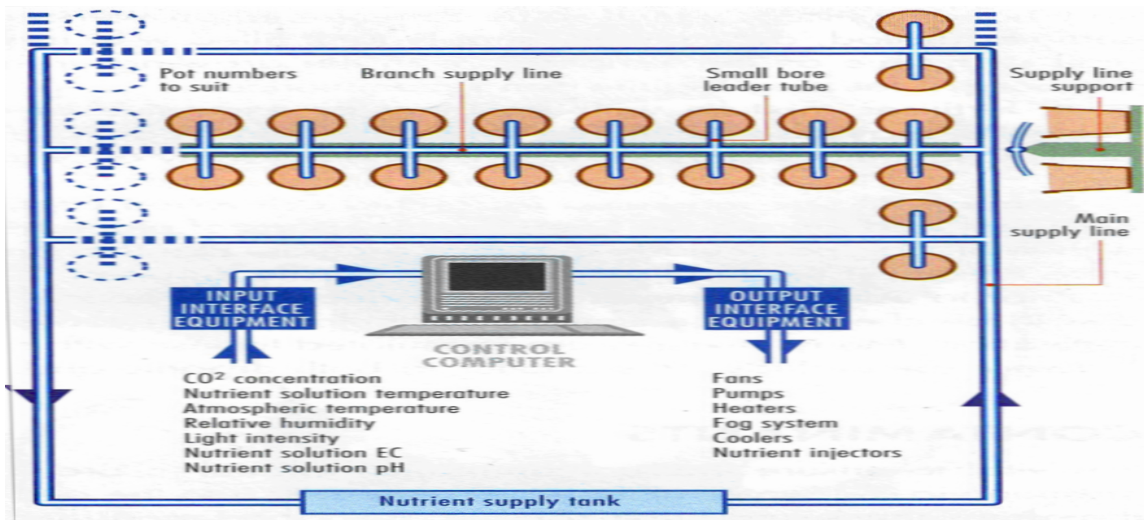 Pot numbers
to suit
Branch supply line
Small bore
leader tube
Supply line
support
Main
supply line
INPUT
INTERFACE
EQUIPMENT
CONTROL
COMPUTER
OUTPUT
INTERFACE
EQUIPMENT
CO² concentration
Nutrient solution temperature
Atmospheric temperature
Relative humidity
Light intensity
Nutrient solution EC
Nutrient solution pH
Fans
Pumps
Heaters
Fog system
Coolers
Nutrient injectors
Nutrient supply tank